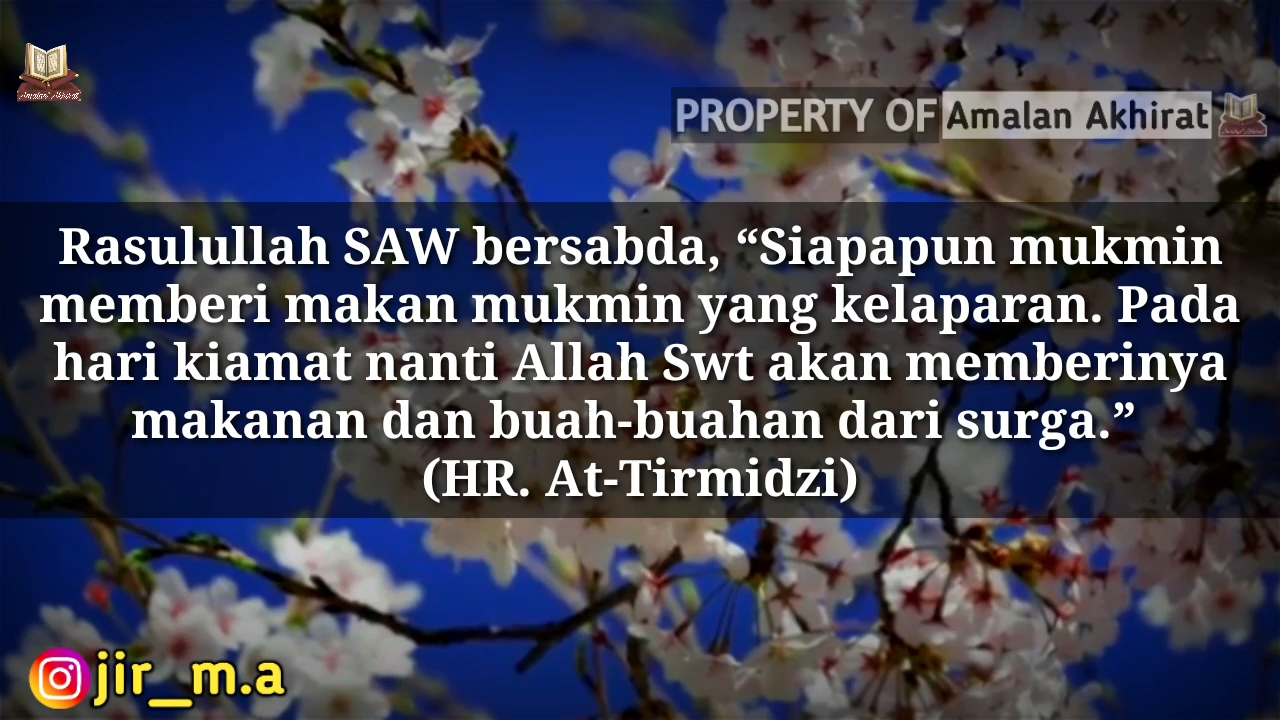 PROPERTY OF Amalan Akhirat
Rasulullah SAW bersabda, “Siapapun mukmin
memberi makan mukmin yang kelaparan. Pada
hari kiamat nanti Allah Swt akan memberinya
makanan dan buah-buahan dari surga.”
(HR. At-Tirmidzi)
jir_m.a